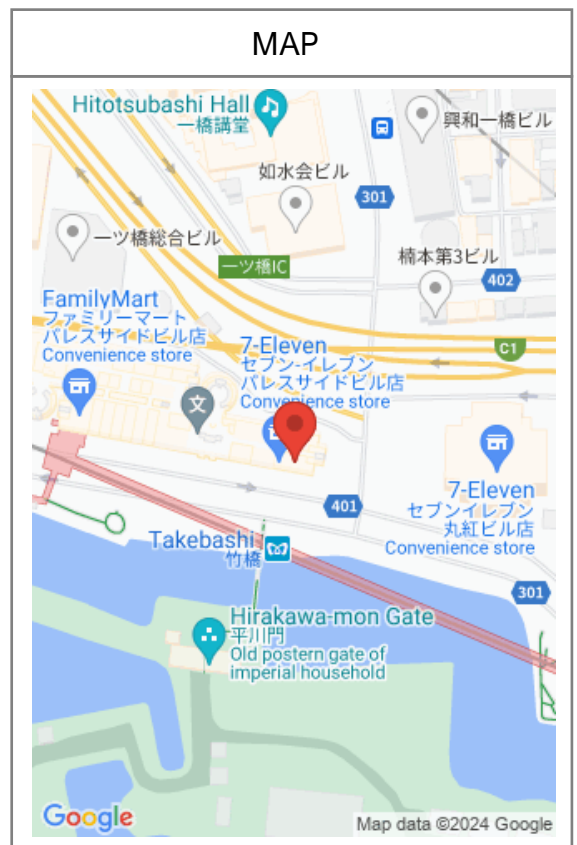 MAP
Hitotsubashi Hall
一橋講堂
興和一橋ビル
如水会ビル
301
一ツ橋総合ビル
一ツ橋IC
楠本第3ビル
402
FamilyMart
ファミリーマート
パレスサイドビル店
Convenience store
7-Eleven
セブン-イレブン
パレスサイドビル店
Convenience store
C1
文
401
7-Eleven
セブンイレブン
丸紅ビル店
Convenience store
Takebashi
竹橋
301
Hirakawa-mon Gate
平川門
Old postern gate of
imperial household
Google
Map data ©2024 Google